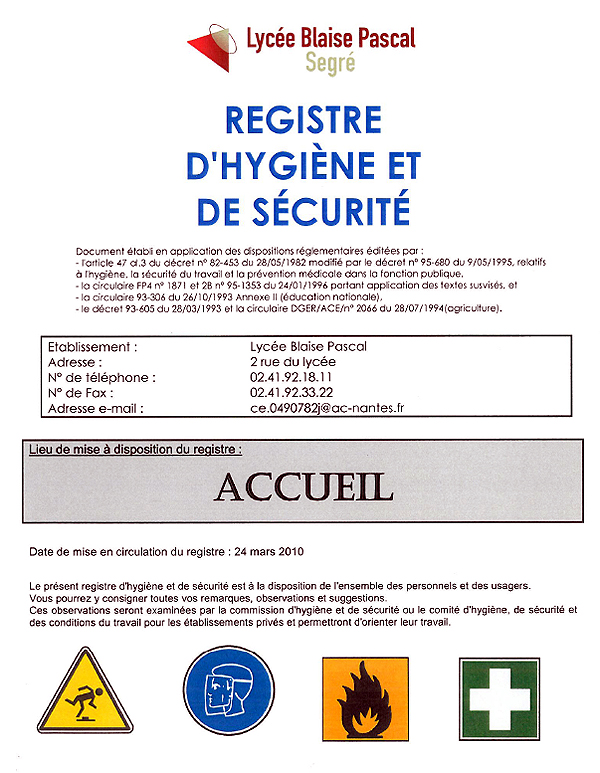 Lycée Blaise Pascal
Segré
REGISTRE
D'HYGIÈNE ET
DE SÉCURITÉ
Document établi en application des dispositions réglementaires éditées par :
- l'article 47 al.3 du décret n° 82-453 du 28/05/1982 modifié par le décret n° 95-680 du 9/05/1995, relatifs
à l'hygiène, la sécurité du travail et la prévention médicale dans la fonction publique.
- la circulaire FP4 n° 1871 et 2B n° 95-1353 du 24/01/1996 portant application des textes susvisés, et
- la circulaire 93-306 du 26/10/1993 Annexe II (éducation nationale),
- le décret 93-605 du 28/03/1993 et la circulaire DGER/ACE/n° 2066 du 28/07/1994(agriculture).
Etablissement : Lycée Blaise Pascal
Adresse : 2 rue du lycée
N° de téléphone : 02.41.92.18.11
N° de Fax : 02.41.92.33.22
Adresse e-mail : ce.0490782j@ac-nantes.fr
Lieu de mise à disposition du registre :
ACCUEIL
Date de mise en circulation du registre : 24 mars 2010
Le présent registre d'hygiène et de sécurité est à la disposition de l'ensemble des personnels et des usagers.
Vous pourrez y consigner toutes vos remarques, observations et suggestions.
Ces observations seront examinées par la commission d'hygiène et de sécurité ou le comité d'hygiène, de sécurité et
des conditions du travail pour les établissements privés et permettront d'orienter leur travail.